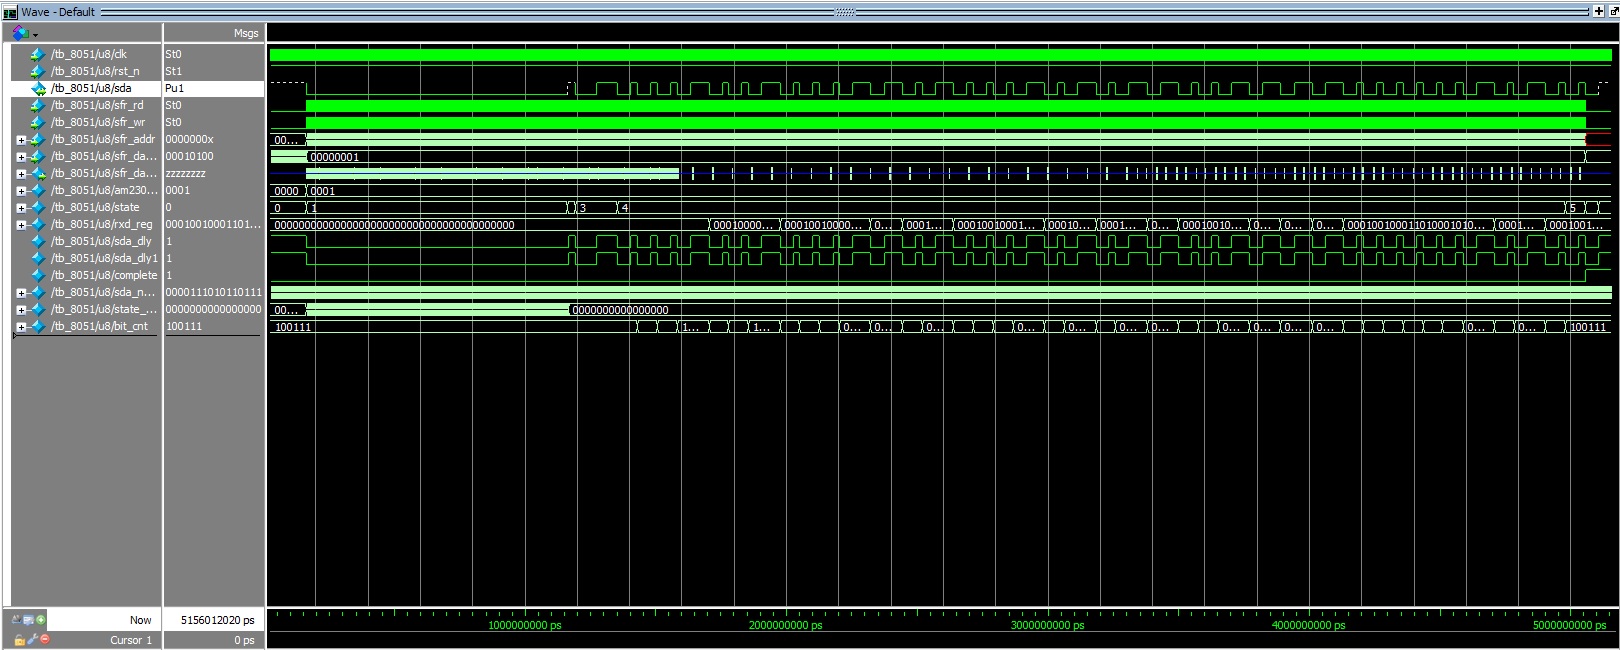 Wave - Default
Msgs
/tb_8051/u8/clk St0
/tb_8051/u8/rst_n St1
/tb_8051/u8/sda Pu1
/tb_8051/u8/sfr_rd St0
/tb_8051/u8/sfr_wr St0
/tb_8051/u8/sfr_addr 0000000x 00...
/tb_8051/u8/sfr_da... 00010100 00000001
/tb_8051/u8/sfr_da... zzzzzzzz
/tb_8051/u8/am230... 0001 0000 0001
/tb_8051/u8/state 0 0 1 3 4 5
/tb_8051/u8/rxd_reg 00010010001101... 0000000000000000000000000000000000000000 00010000... 00010010000... 0... 0001... 00010010001... 00010... 0001... 0... 00010010... 0... 0... 0... 00010010001101001010... 0001... 0001001...
/tb_8051/u8/sda_dly 1
/tb_8051/u8/sda_dly1 1
/tb_8051/u8/complete 1
/tb_8051/u8/sda_n... 0000111010110111
/tb_8051/u8/state_... 0000000000000000 00... 0000000000000000
/tb_8051/u8/bit_cnt 100111 100111 1... 1... 0... 0... 0... 0... 0... 0... 0... 0... 0... 0... 0... 0... 0... 100111
Now 5156012020 ps 1000000000 ps 2000000000 ps 3000000000 ps 4000000000 ps 5000000000 ps
Cursor 1 0 ps